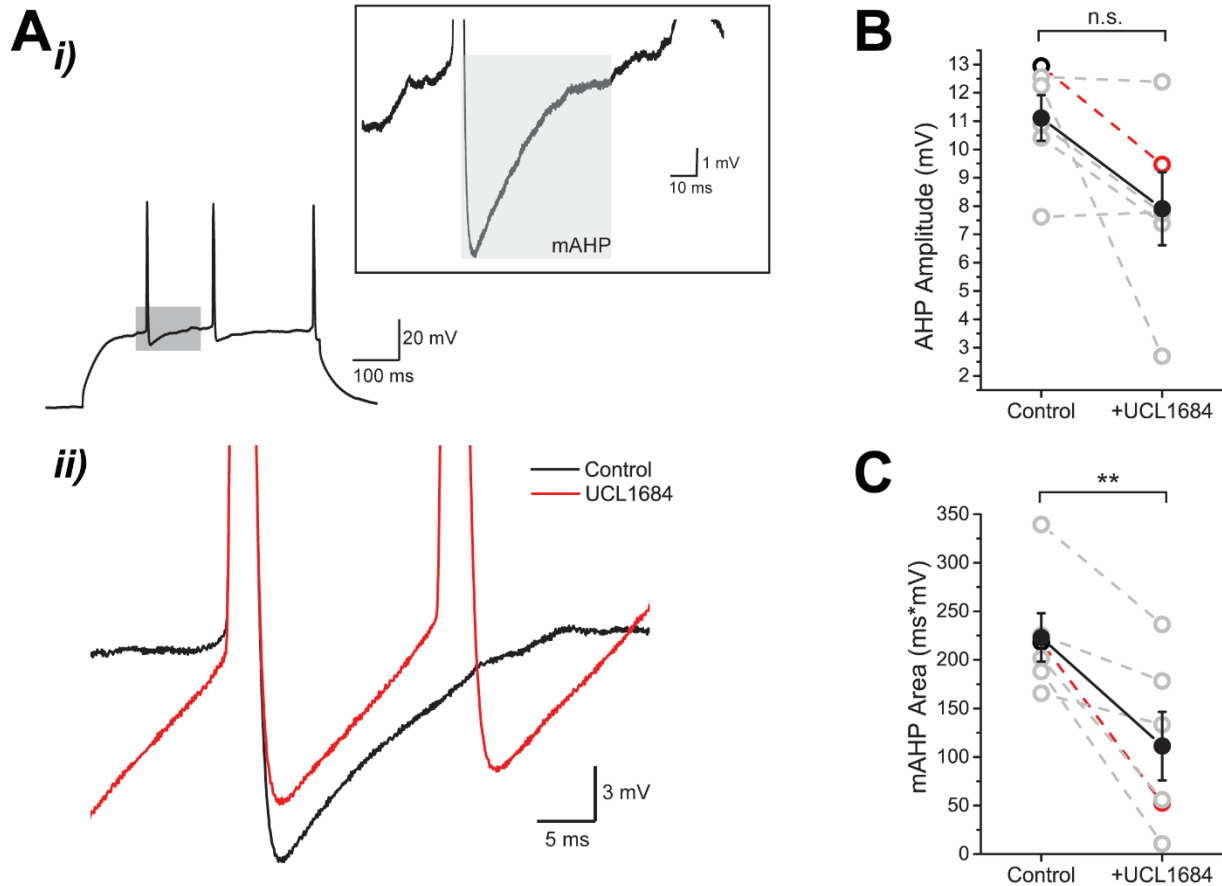 A i)
mAHP
1 mV
10 ms
20 mV
100 ms
ii)
Control
UCL1684
3 mV
5 ms
B
n.s.
AHP Amplitude (mV)
13
12
11
10
9
8
7
6
5
4
3
2
Control +UCL1684
C
**
mAHP Area (ms*mV)
350
300
250
200
150
100
50
0
Control +UCL1684